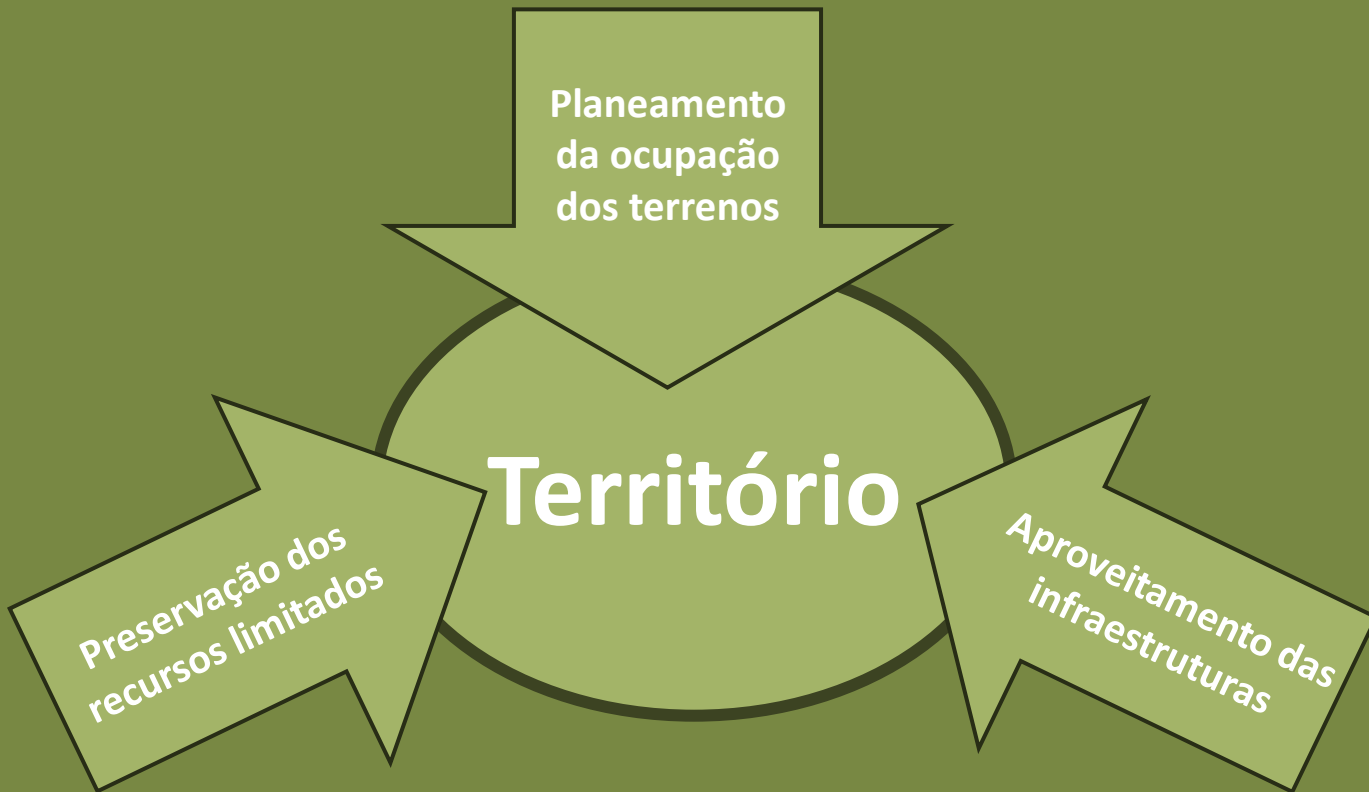 Planeamento
da ocupação
dos terrenos
Território
Preservação dos
recursos limitados
Aproveitamento das
infraestruturas